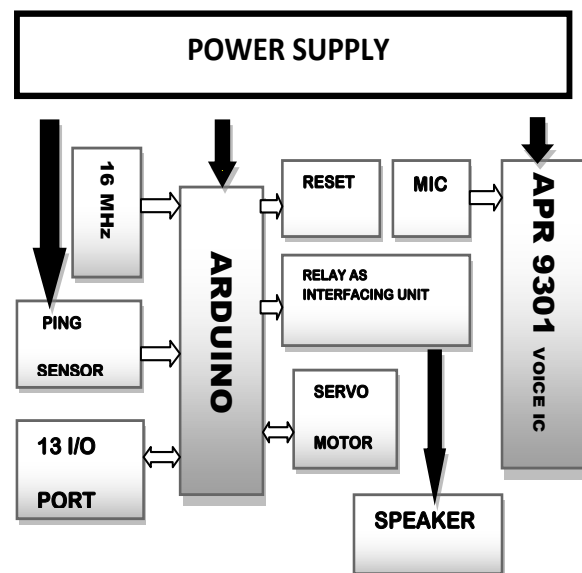 POWER SUPPLY
16 MHz
RESET
MIC
APR 9301 VOICE IC
ARDUINO
RELAY AS
INTERFACING UNIT
PING
SENSOR
SERVO
MOTOR
13 I/O
PORT
SPEAKER